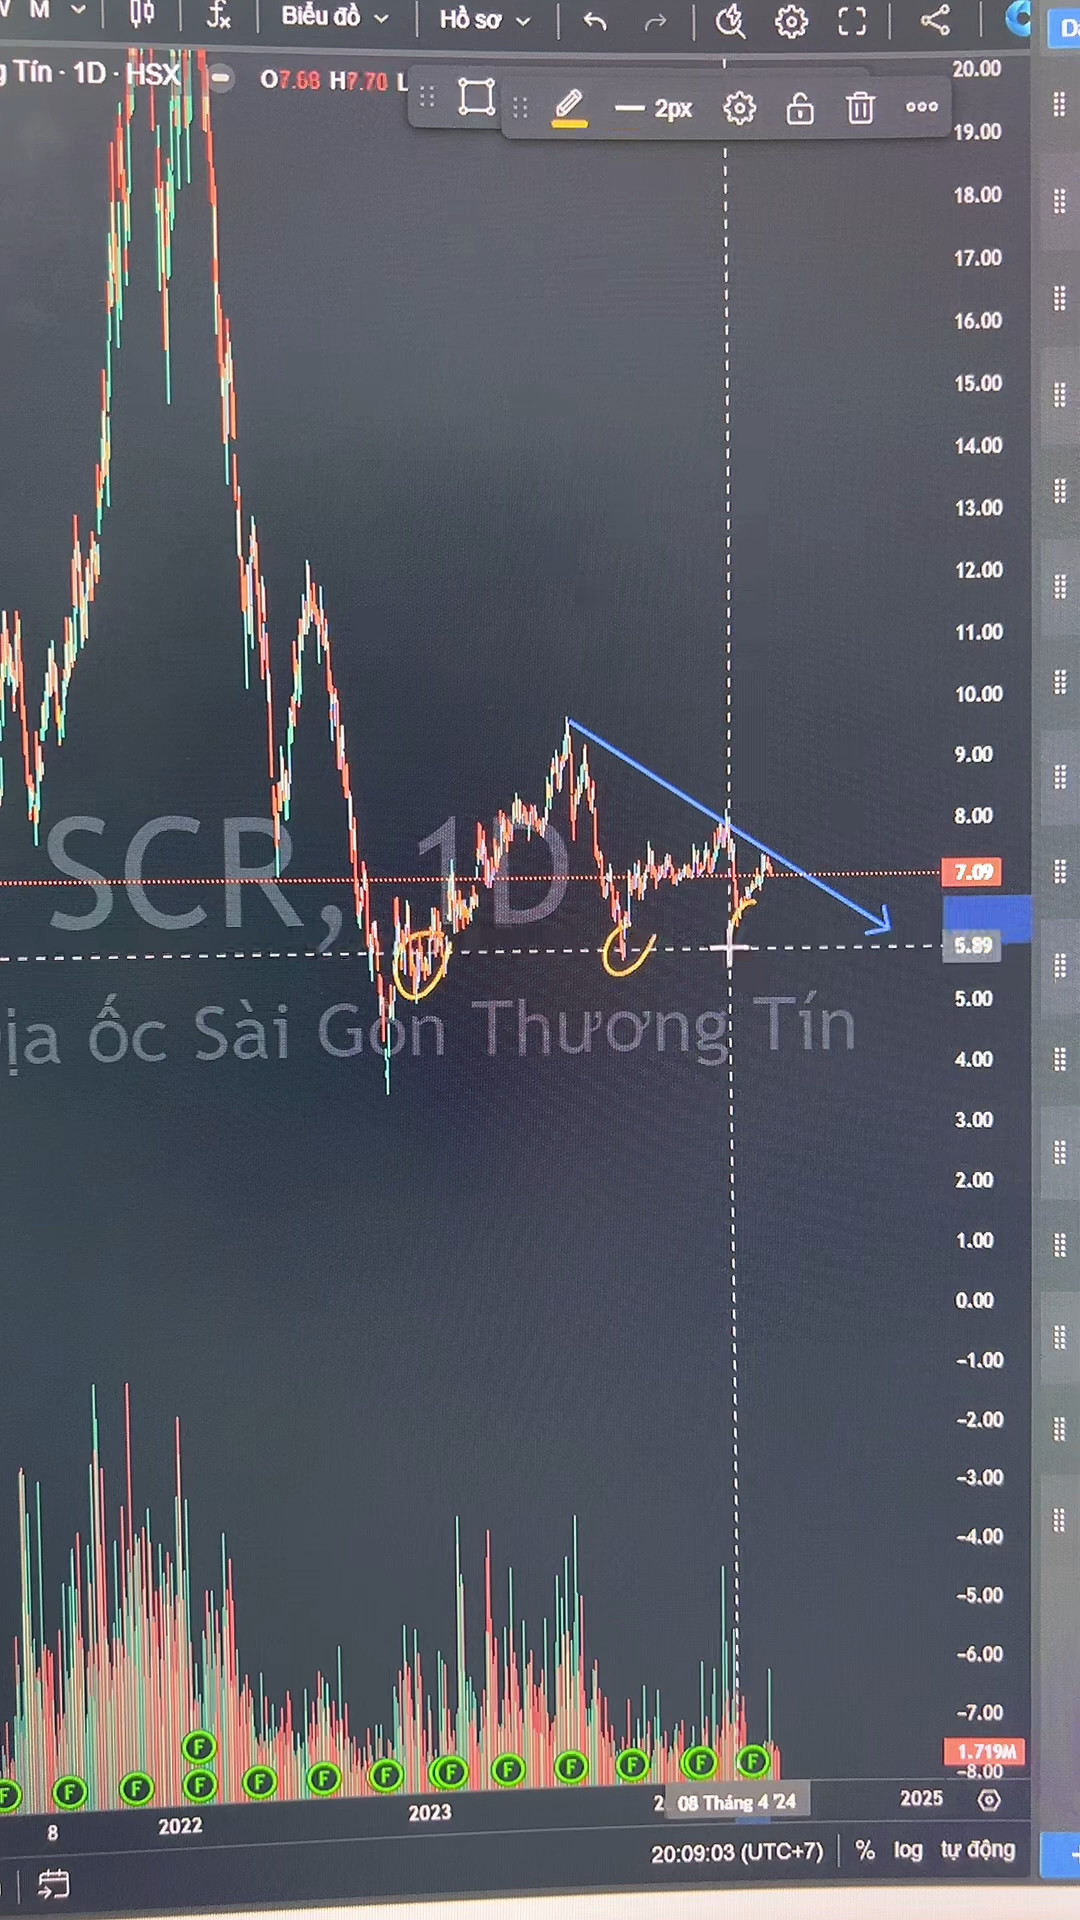 M
Biểu đồ
Hồ sơ
g Tín · 1D · HSX
O7.68 H7.70 L
2px
20.00
19.00
18.00
17.00
16.00
15.00
14.00
13.00
12.00
11.00
10.00
9.00
8.00
7.09
5.89
5.00
4.00
3.00
2.00
1.00
0.00
−1.00
−2.00
−3.00
−4.00
−5.00
−6.00
−7.00
1.719M
−8.00
SCR, 1D
ịa ốc Sài Gòn Thương Tín
F
F F F F F F F F F F F F F
8 2022 2023 2 08 Tháng 4 '24 2025
20:09:03 (UTC+7) % log tự động